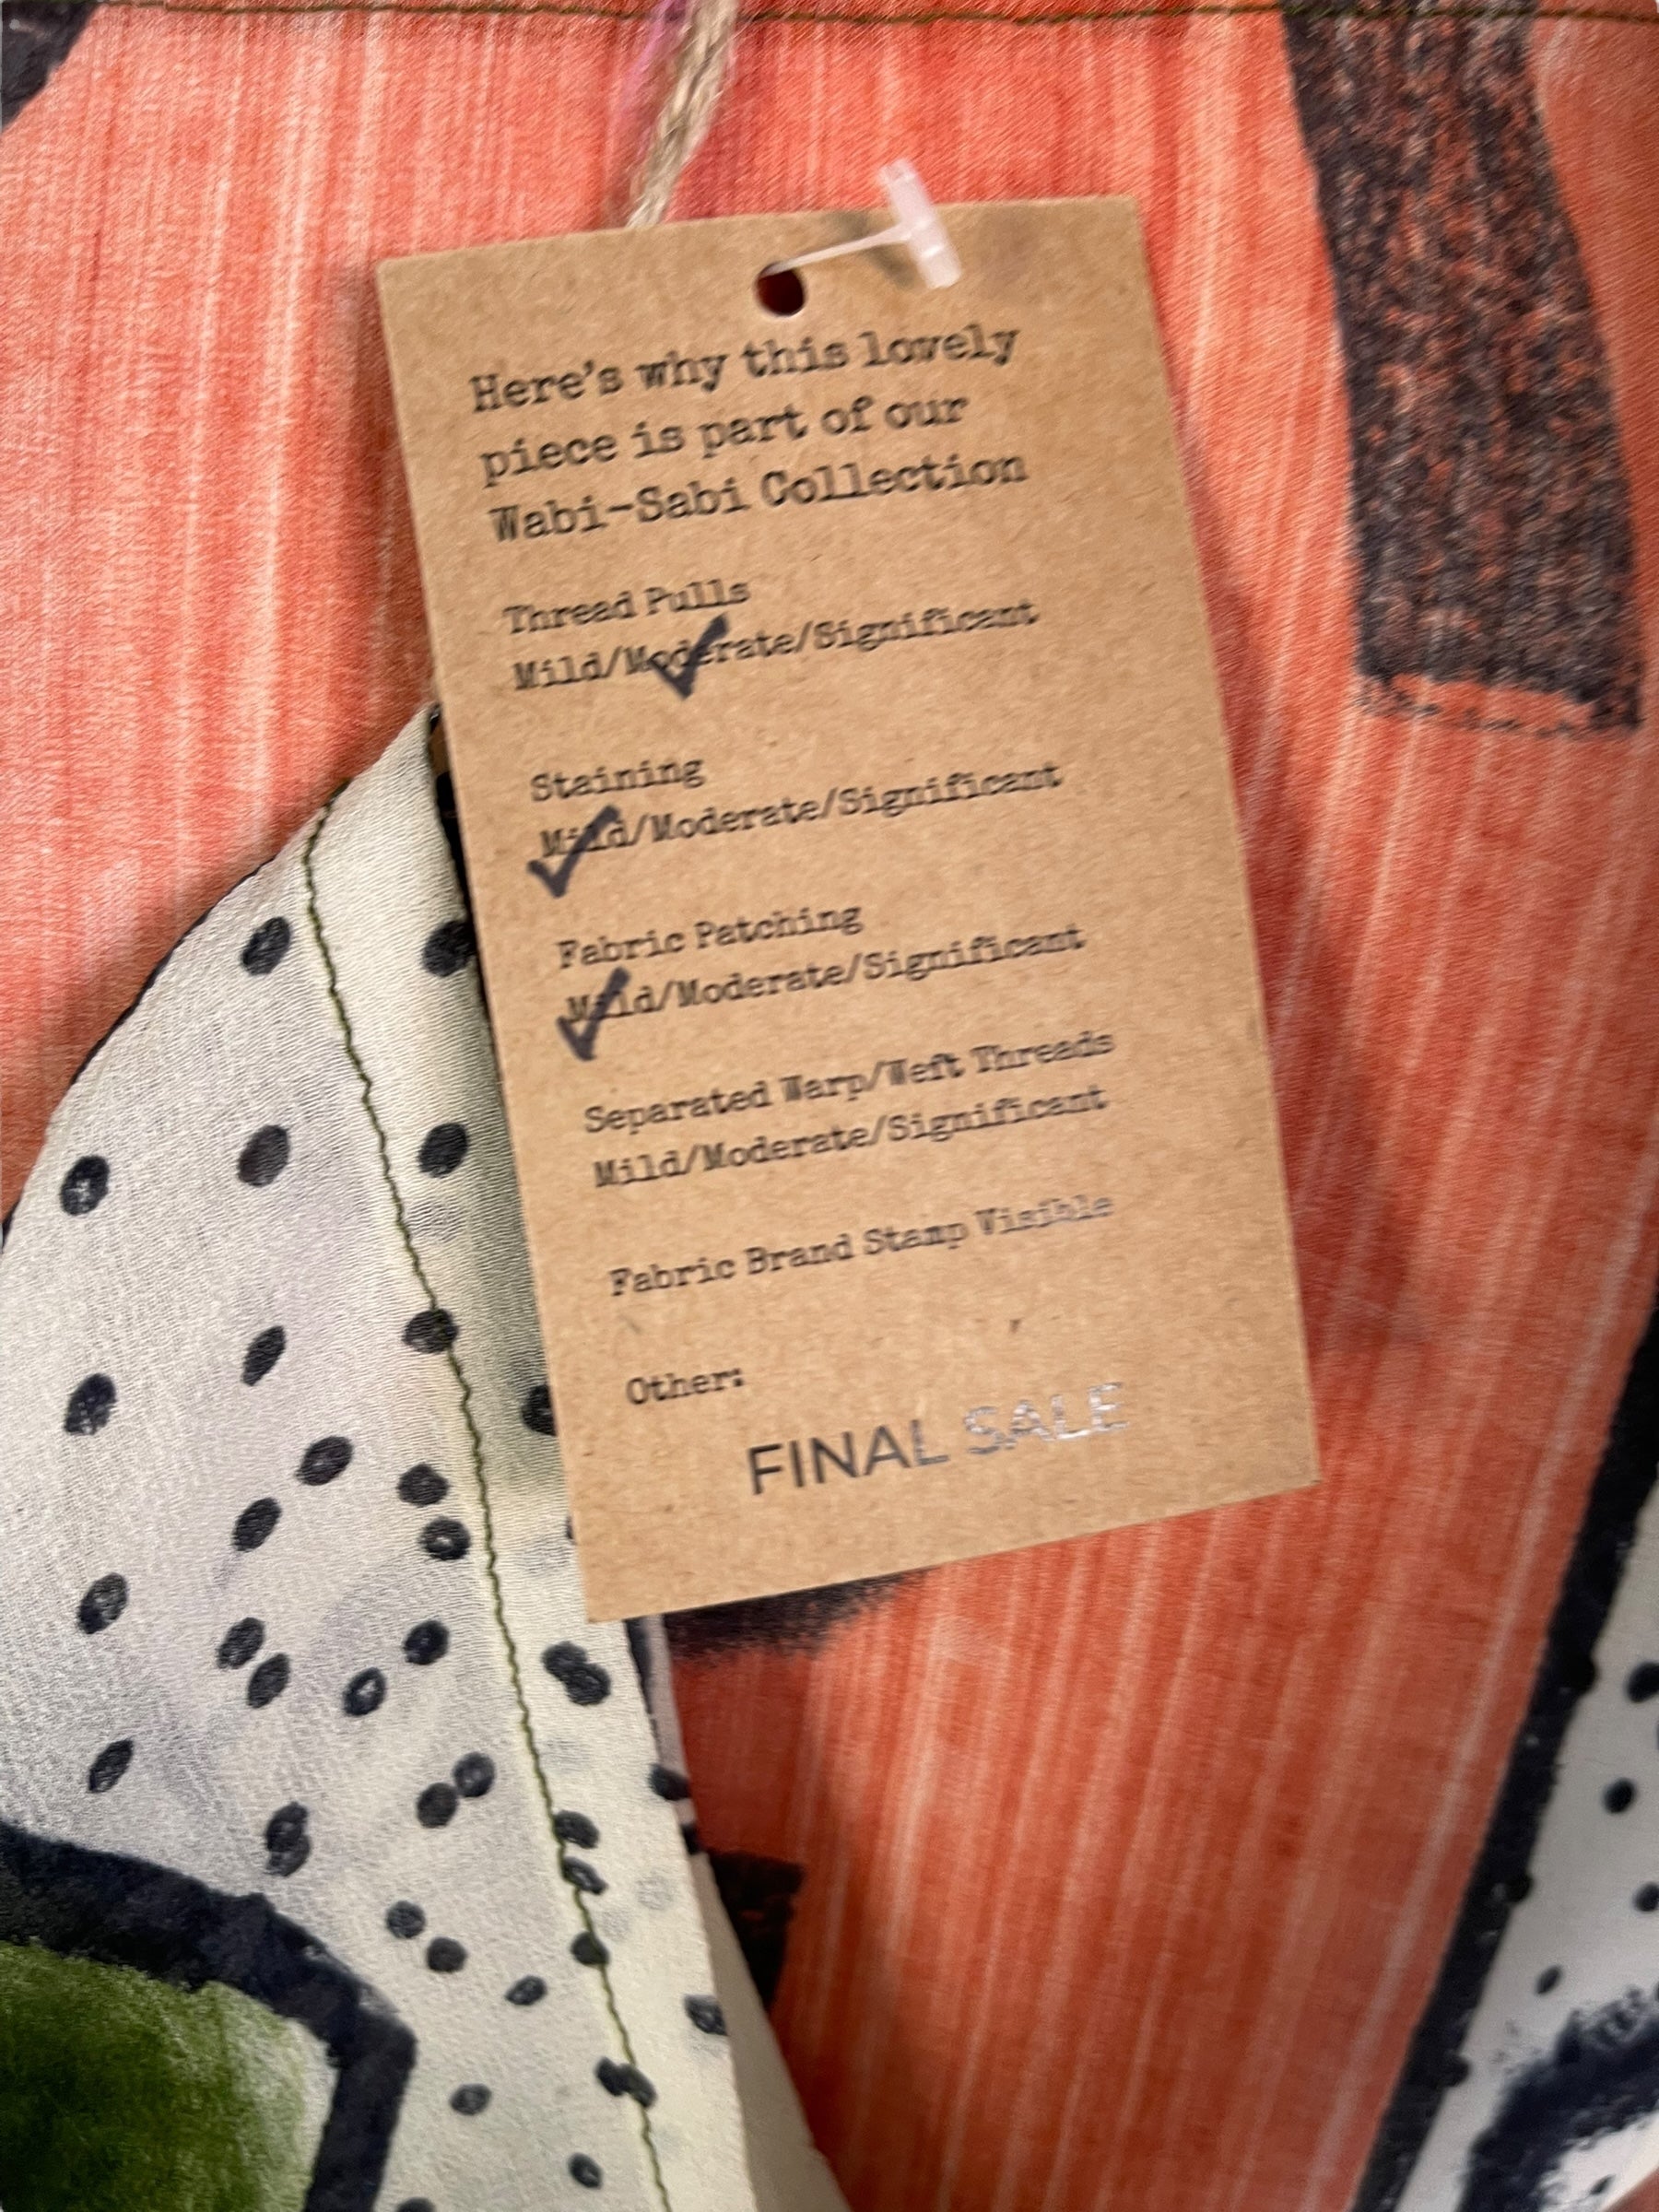 Here's why this lovely
piece is part of our
Wabi-Sabi Collection
Thread Pulls
Mild/Moderate/Significant
Staining
Mild/Moderate/Significant
Fabric Patching
Mild/Moderate/Significant
Separated Warp/Weft Threads
Mild/Moderate/Significant
Fabric Brand Stamp Visible
Other:
FINAL SALE